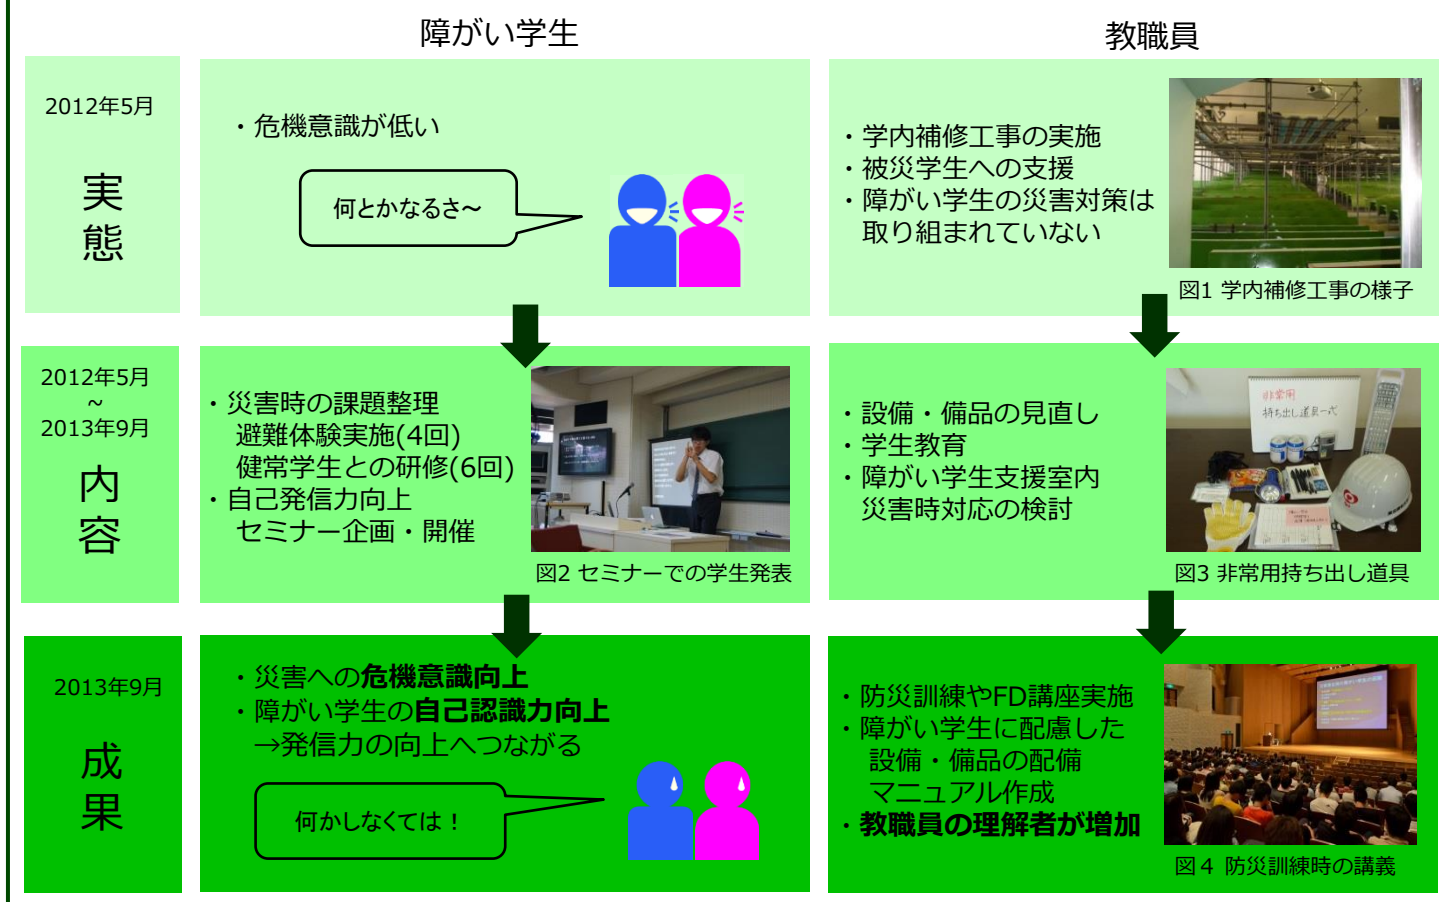 障がい学生
教職員
2012年5月
実
態
・危機意識が低い
何とかなるさ～
・学内補修工事の実施
・被災学生への支援
・障がい学生の災害対策は
取り組まれていない
図1 学内補修工事の様子
2012年5月
～
2013年9月
内
容
・災害時の課題整理
避難体験実施(4回)
健常学生との研修(6回)
・自己発信力向上
セミナー企画・開催
図2 セミナーでの学生発表
・設備・備品の見直し
・学生教育
・障がい学生支援室内
災害時対応の検討
非常用
持ち出し道具一式
図3 非常用持ち出し道具
2013年9月
成
果
・災害への危機意識向上
・障がい学生の自己認識力向上
→発信力の向上へつながる
何かしなくては！
・防災訓練やFD講座実施
・障がい学生に配慮した
設備・備品の配備
マニュアル作成
・教職員の理解者が増加
図４ 防災訓練時の講義